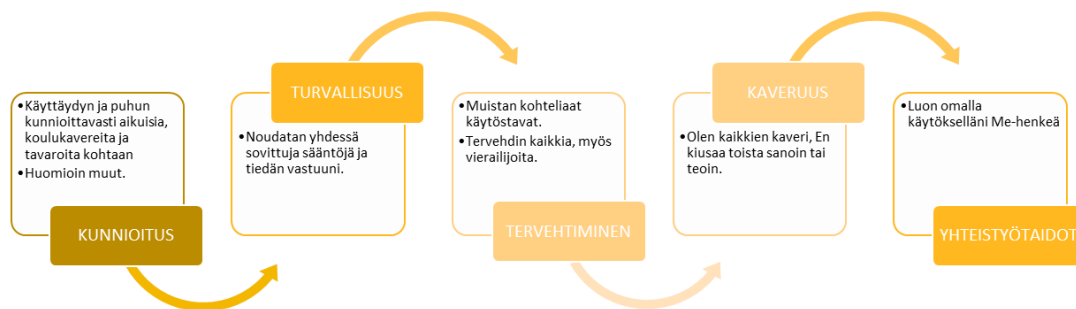 •Käyttäydyn ja puhun
kunnioittavasti aikuisia,
koulukavereita ja
tavaroita kohtaan
•Huomioin muut.
KUNNIOITUS
TURVALLISUUS
•Noudatan yhdessä
sovittuja sääntöjä ja
tiedän vastuuni.
•Muistan kohteliaat
käytöstavat.
•Tervehdin kaikkia, myös
vierailijoita.
TERVEHTIMINEN
KAVERUUS
•Olen kaikkien kaveri, En
kiusaa toista sanoin tai
teoin.
•Luon omalla
käytökselläni Me-henkeä
YHTEISTYÖTAIDOT